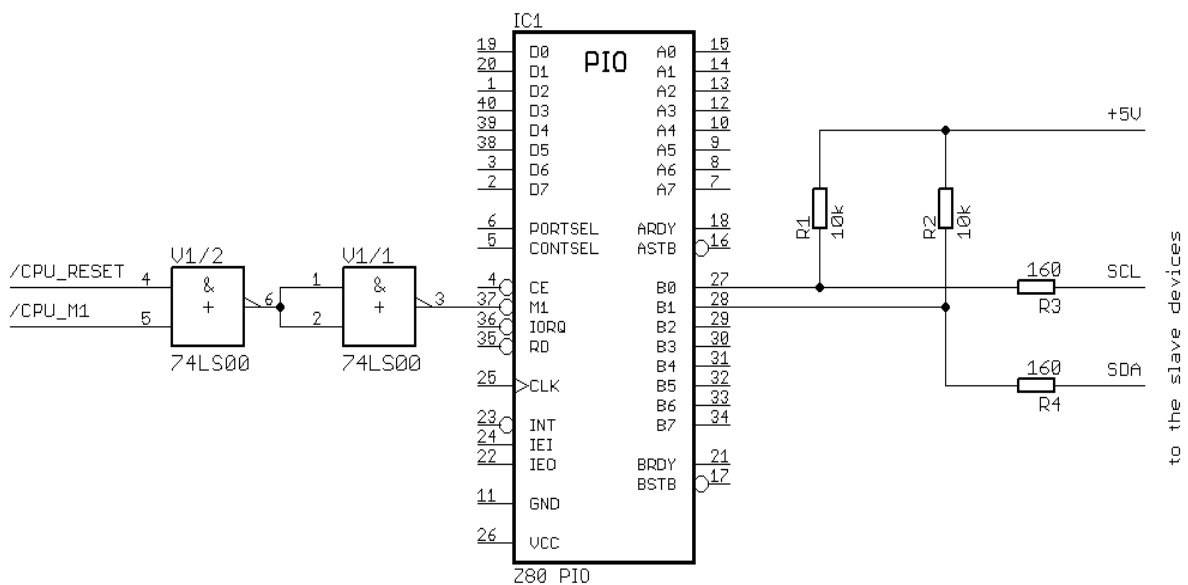 IC1
PIO
19 D0 A0 15
20 D1 A1 14
1 D2 A2 13
40 D3 A3 12
39 D4 A4 10
38 D5 A5 9
3 D6 A6 8
2 D7 A7 7
+5V
R1 10k
R2 10k
6 PORTSEL ARDY 18
5 CONTSEL ASTB 16
/CPU_RESET 4
/CPU_M1 5
V1/2
&
+
6
74LS00
V1/1
1
2
&
+
3
74LS00
4 CE B0 27
37 M1 B1 28
36 IORQ B2 29
35 RD B3 30
B4 31
25 CLK B5 32
B6 33
23 INT B7 34
24 IEI
22 IEO BRDY 21
BSTB 17
11 GND
26 VCC
Z80 PIO
160 SCL
R3
160 SDA
R4
to the slave devices